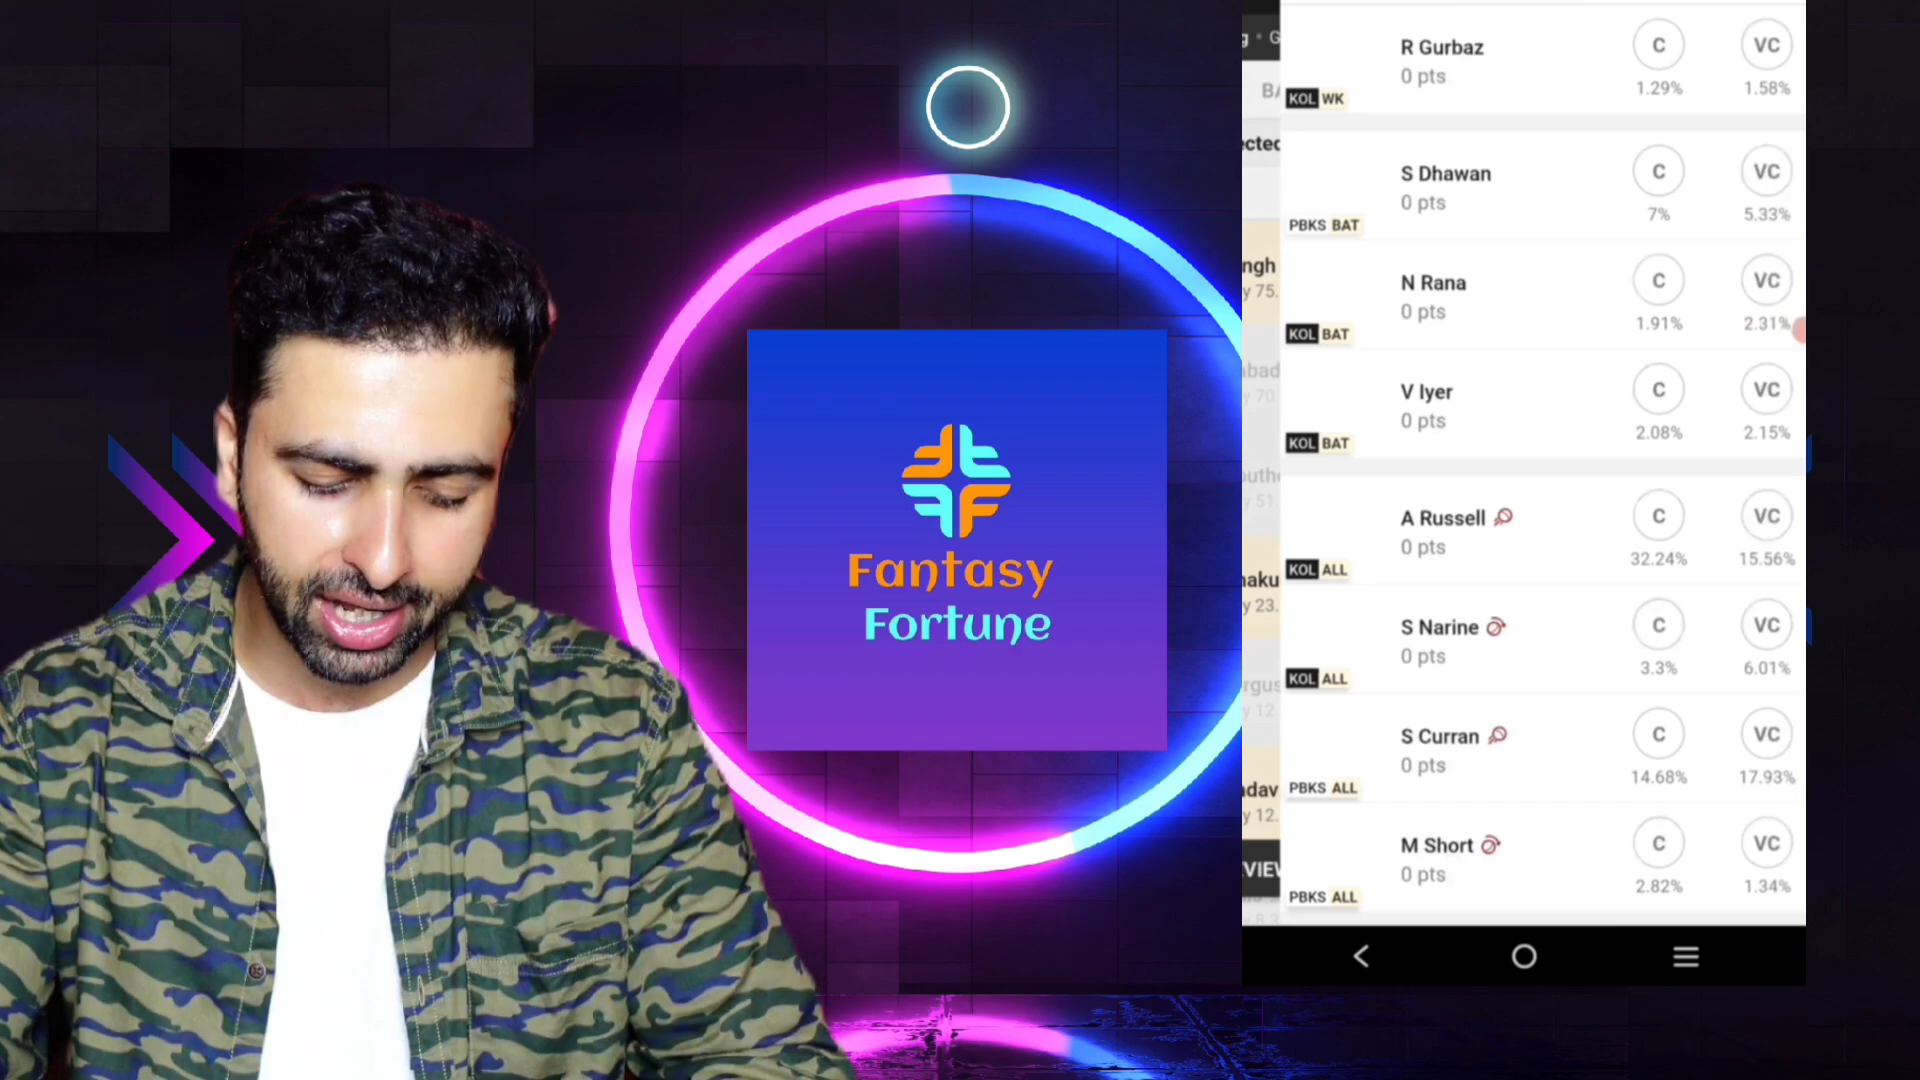 Fantasy
Fortune
R Gurbaz
0 pts
KOL WK
C
1.29%
VC
1.58%
S Dhawan
0 pts
PBKS BAT
C
7%
VC
5.33%
N Rana
0 pts
KOL BAT
C
1.91%
VC
2.31%
V Iyer
0 pts
KOL BAT
C
2.08%
VC
2.15%
A Russell
0 pts
KOL ALL
C
32.24%
VC
15.56%
S Narine
0 pts
KOL ALL
C
3.3%
VC
6.01%
S Curran
0 pts
PBKS ALL
C
14.68%
VC
17.93%
M Short
0 pts
PBKS ALL
C
2.82%
VC
1.34%